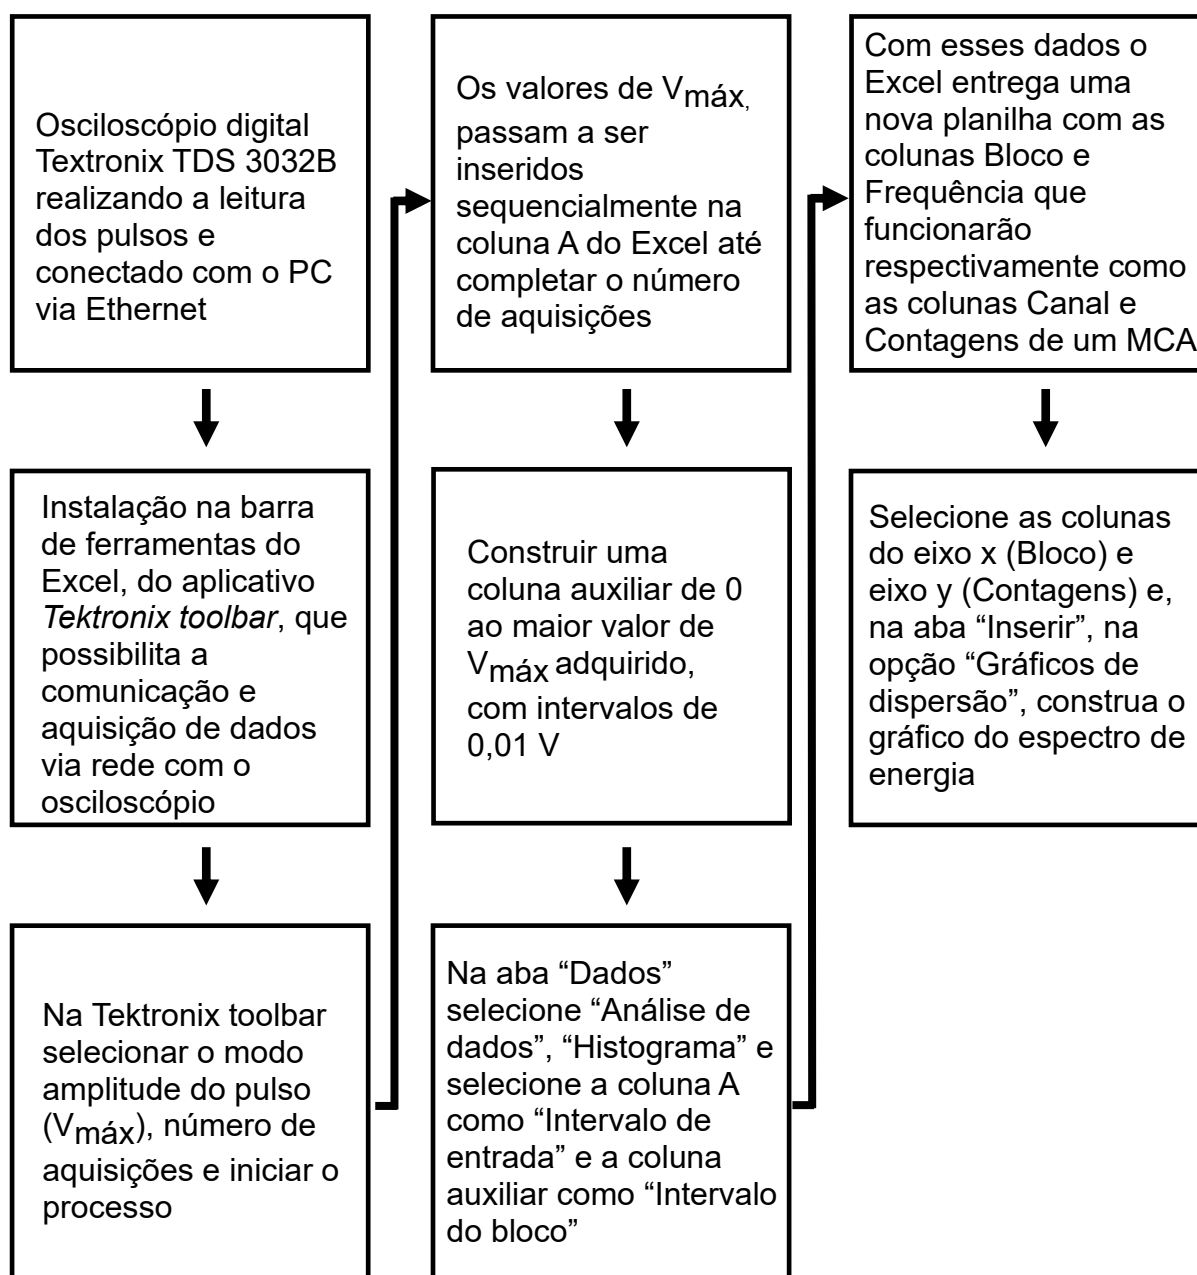 Osciloscópio digital
Textronix TDS 3032B
realizando a leitura
dos pulsos e
conectado com o PC
via Ethernet
Instalação na barra
de ferramentas do
Excel, do aplicativo
Tektronix toolbar, que
possibilita a
comunicação e
aquisição de dados
via rede com o
osciloscópio
Na Tektronix toolbar
selecionar o modo
amplitude do pulso
(Vmáx), número de
aquisições e iniciar o
processo
Os valores de Vmáx,
passam a ser
inseridos
sequencialmente na
coluna A do Excel até
completar o número
de aquisições
Construir uma
coluna auxiliar de 0
ao maior valor de
Vmáx adquirido,
com intervalos de
0,01 V
Na aba “Dados”
selecione “Análise de
dados”, “Histograma” e
selecione a coluna A
como “Intervalo de
entrada” e a coluna
auxiliar como “Intervalo
do bloco”
Com esses dados o
Excel entrega uma
nova planilha com as
colunas Bloco e
Frequência que
funcionarão
respectivamente como
as colunas Canal e
Contagens de um MCA
Selecione as colunas
do eixo x (Bloco) e
eixo y (Contagens) e,
na aba “Inserir”, na
opção “Gráficos de
dispersão”, construa o
gráfico do espectro de
energia